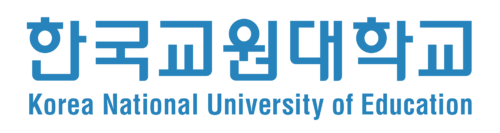 한국교원대학교
Korea National University of Education